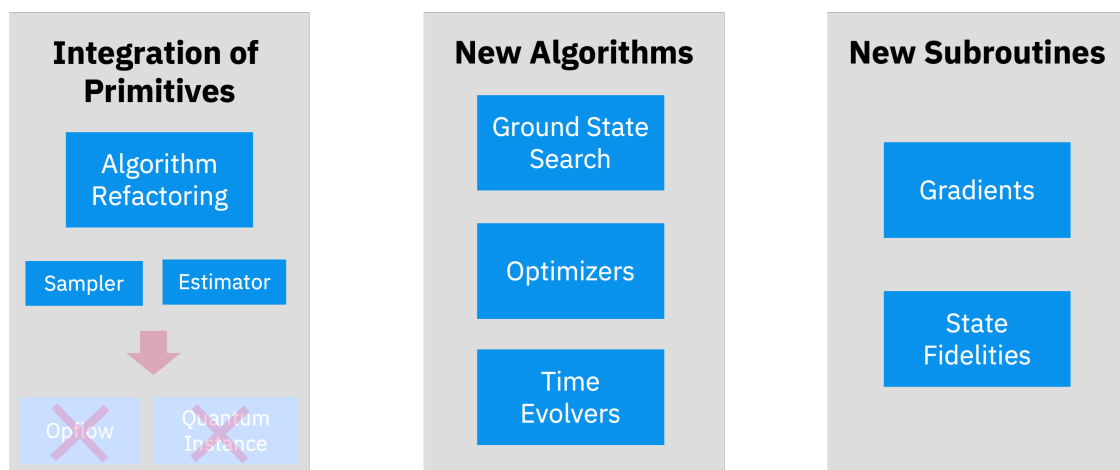 Integration of
Primitives
Algorithm
Refactoring
Sampler
Estimator
Opflow
Quantum
Instance
New Algorithms
Ground State
Search
Optimizers
Time
Evolvers
New Subroutines
Gradients
State
Fidelities